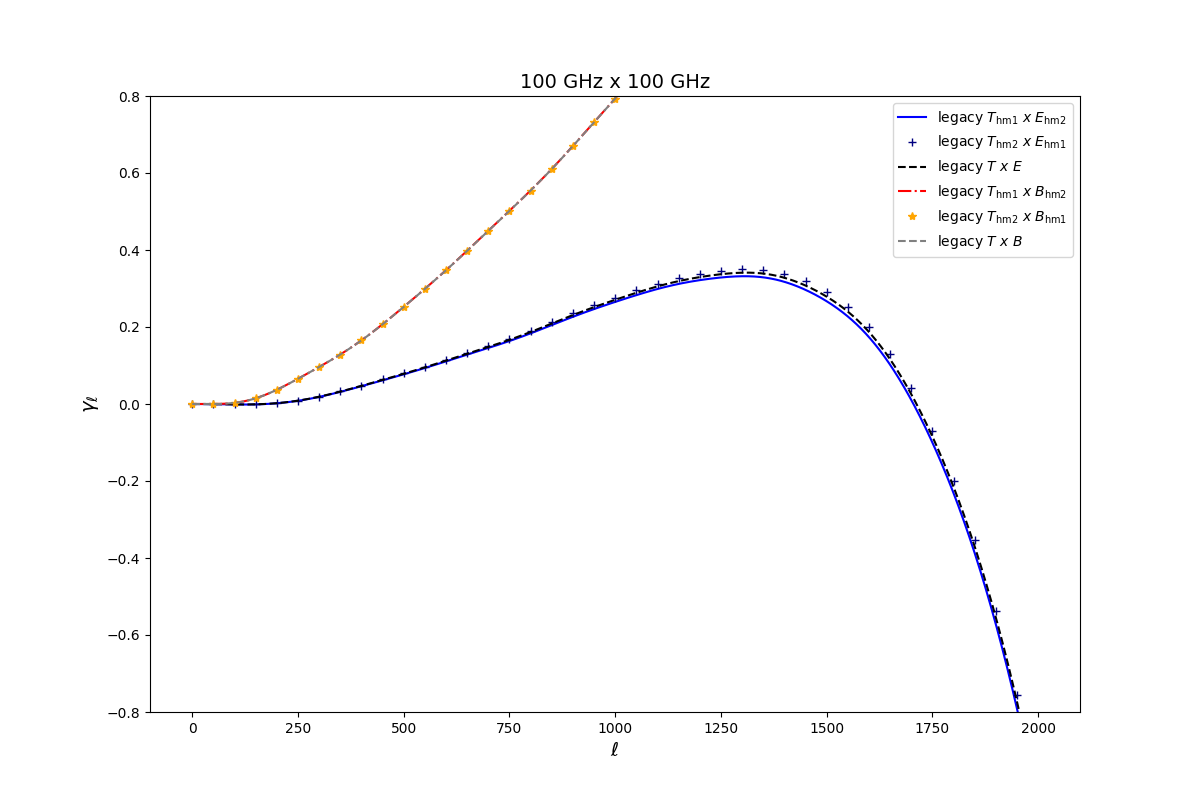 100 GHz x 100 GHz
0.8
0.6
0.4
0.2
0.0
−0.2
−0.4
−0.6
−0.8
γℓ
legacy Thm1 x Ehm2
legacy Thm2 x Ehm1
legacy T x E
legacy Thm1 x Bhm2
legacy Thm2 x Bhm1
legacy T x B
0 250 500 750 1000 1250 1500 1750 2000
ℓ